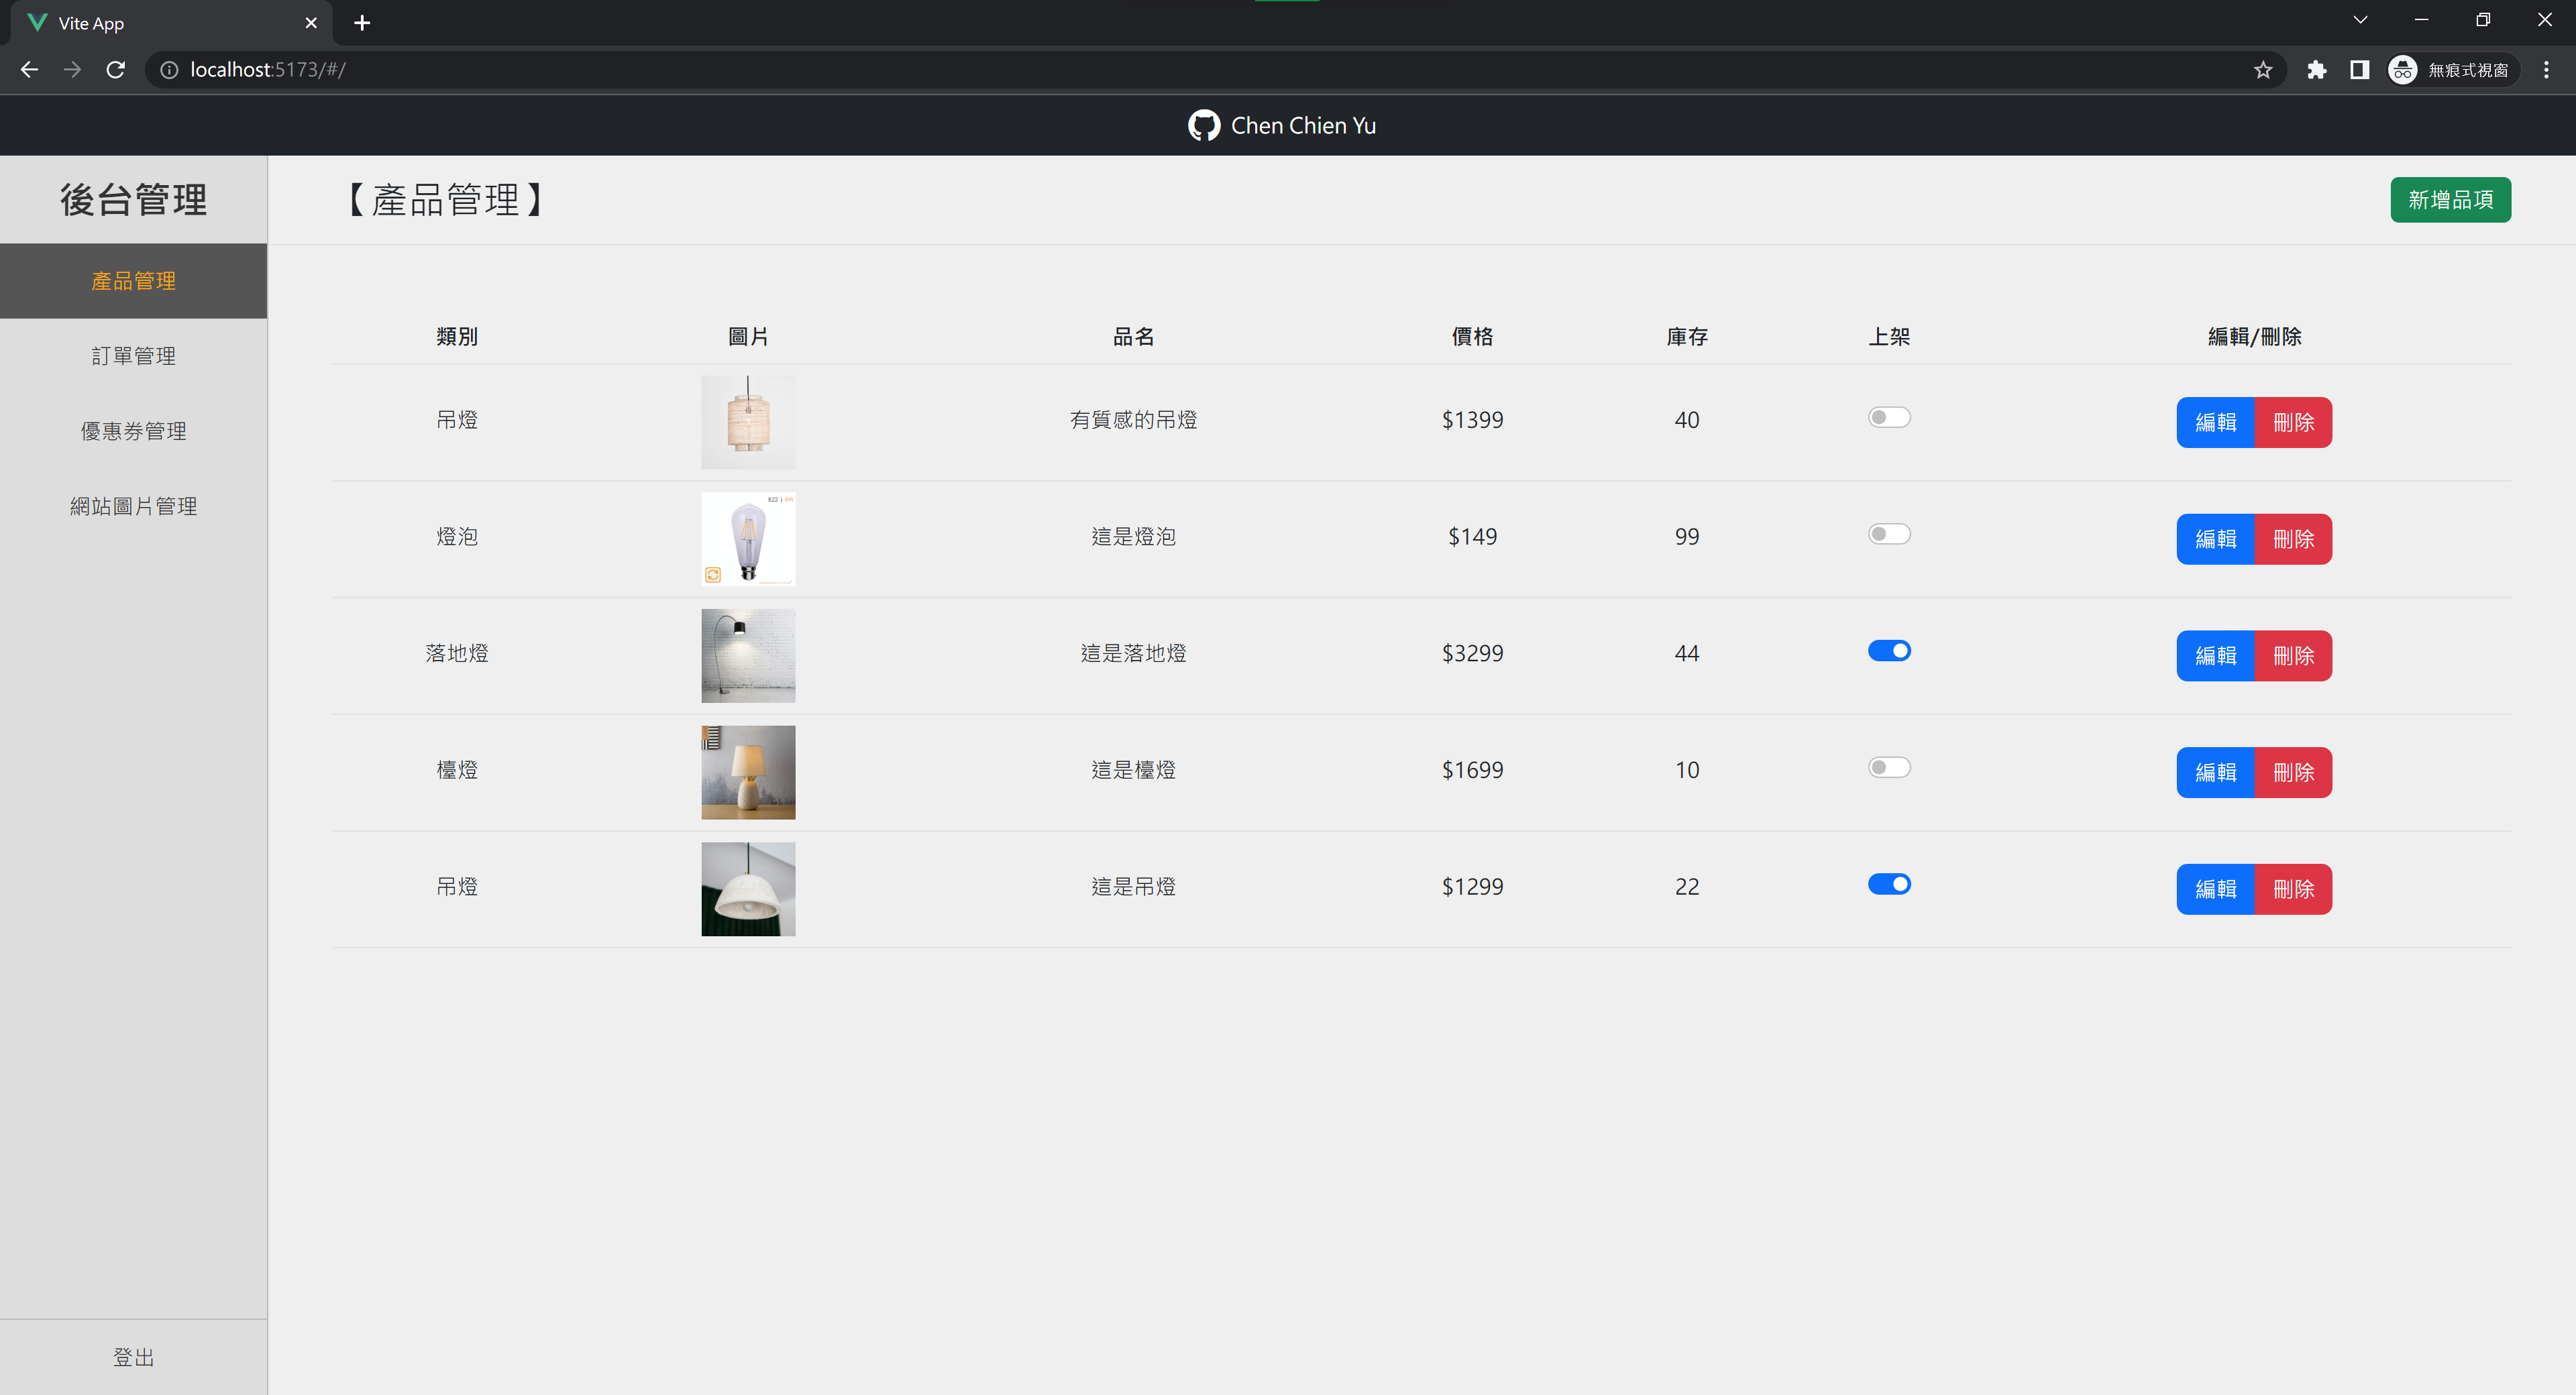 Vite App
localhost:5173/#/
無痕式視窗
Chen Chien Yu
後台管理
產品管理
訂單管理
優惠券管理
網站圖片管理
登出
【產品管理】
新增品項
類別 圖片 品名 價格 庫存 上架 編輯/刪除
吊燈 有質感的吊燈 $1399 40 編輯 刪除
B22 | 8W
燈泡 這是燈泡 $149 99 編輯 刪除
落地燈 這是落地燈 $3299 44 編輯 刪除
檯燈 這是檯燈 $1699 10 編輯 刪除
吊燈 這是吊燈 $1299 22 編輯 刪除